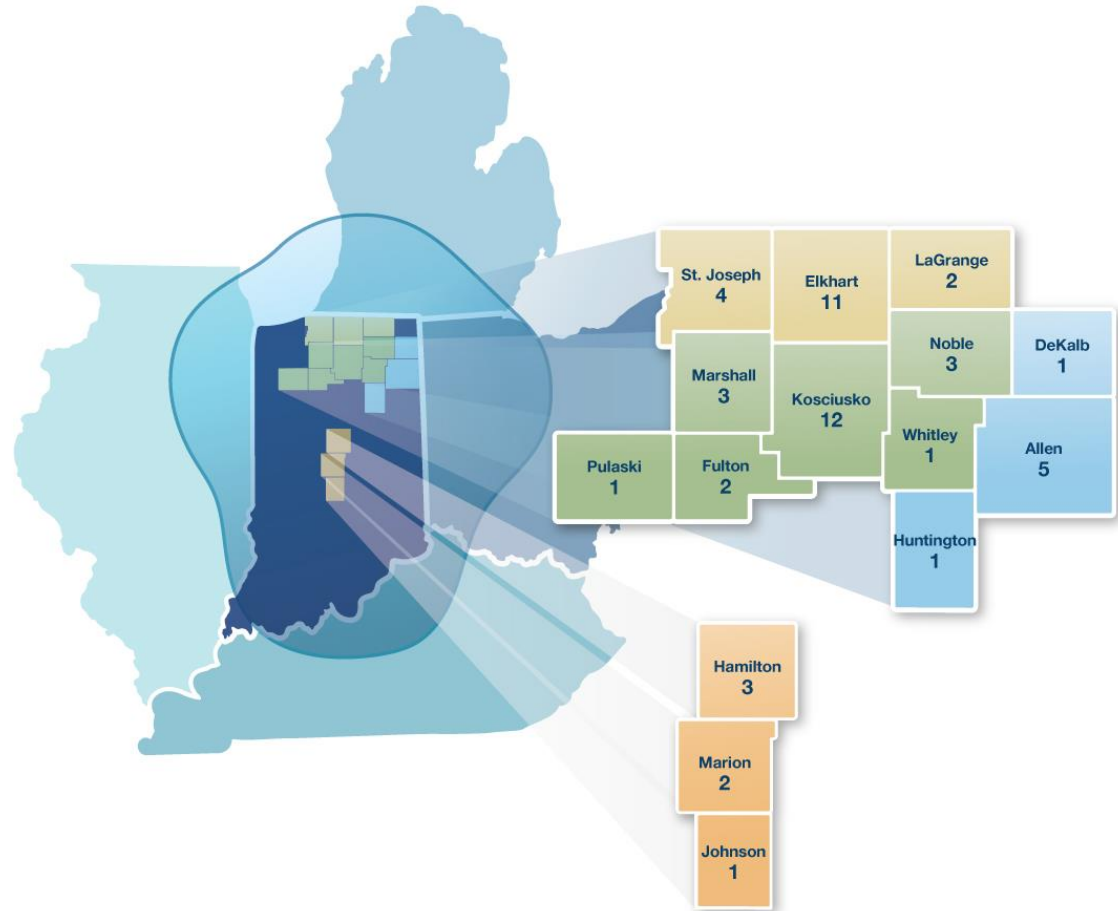 St. Joseph
4
Elkhart
11
LaGrange
2
Marshall
3
Kosciusko
12
Noble
3
DeKalb
1
Pulaski
1
Fulton
2
Whitley
1
Allen
5
Huntington
1
Hamilton
3
Marion
2
Johnson
1